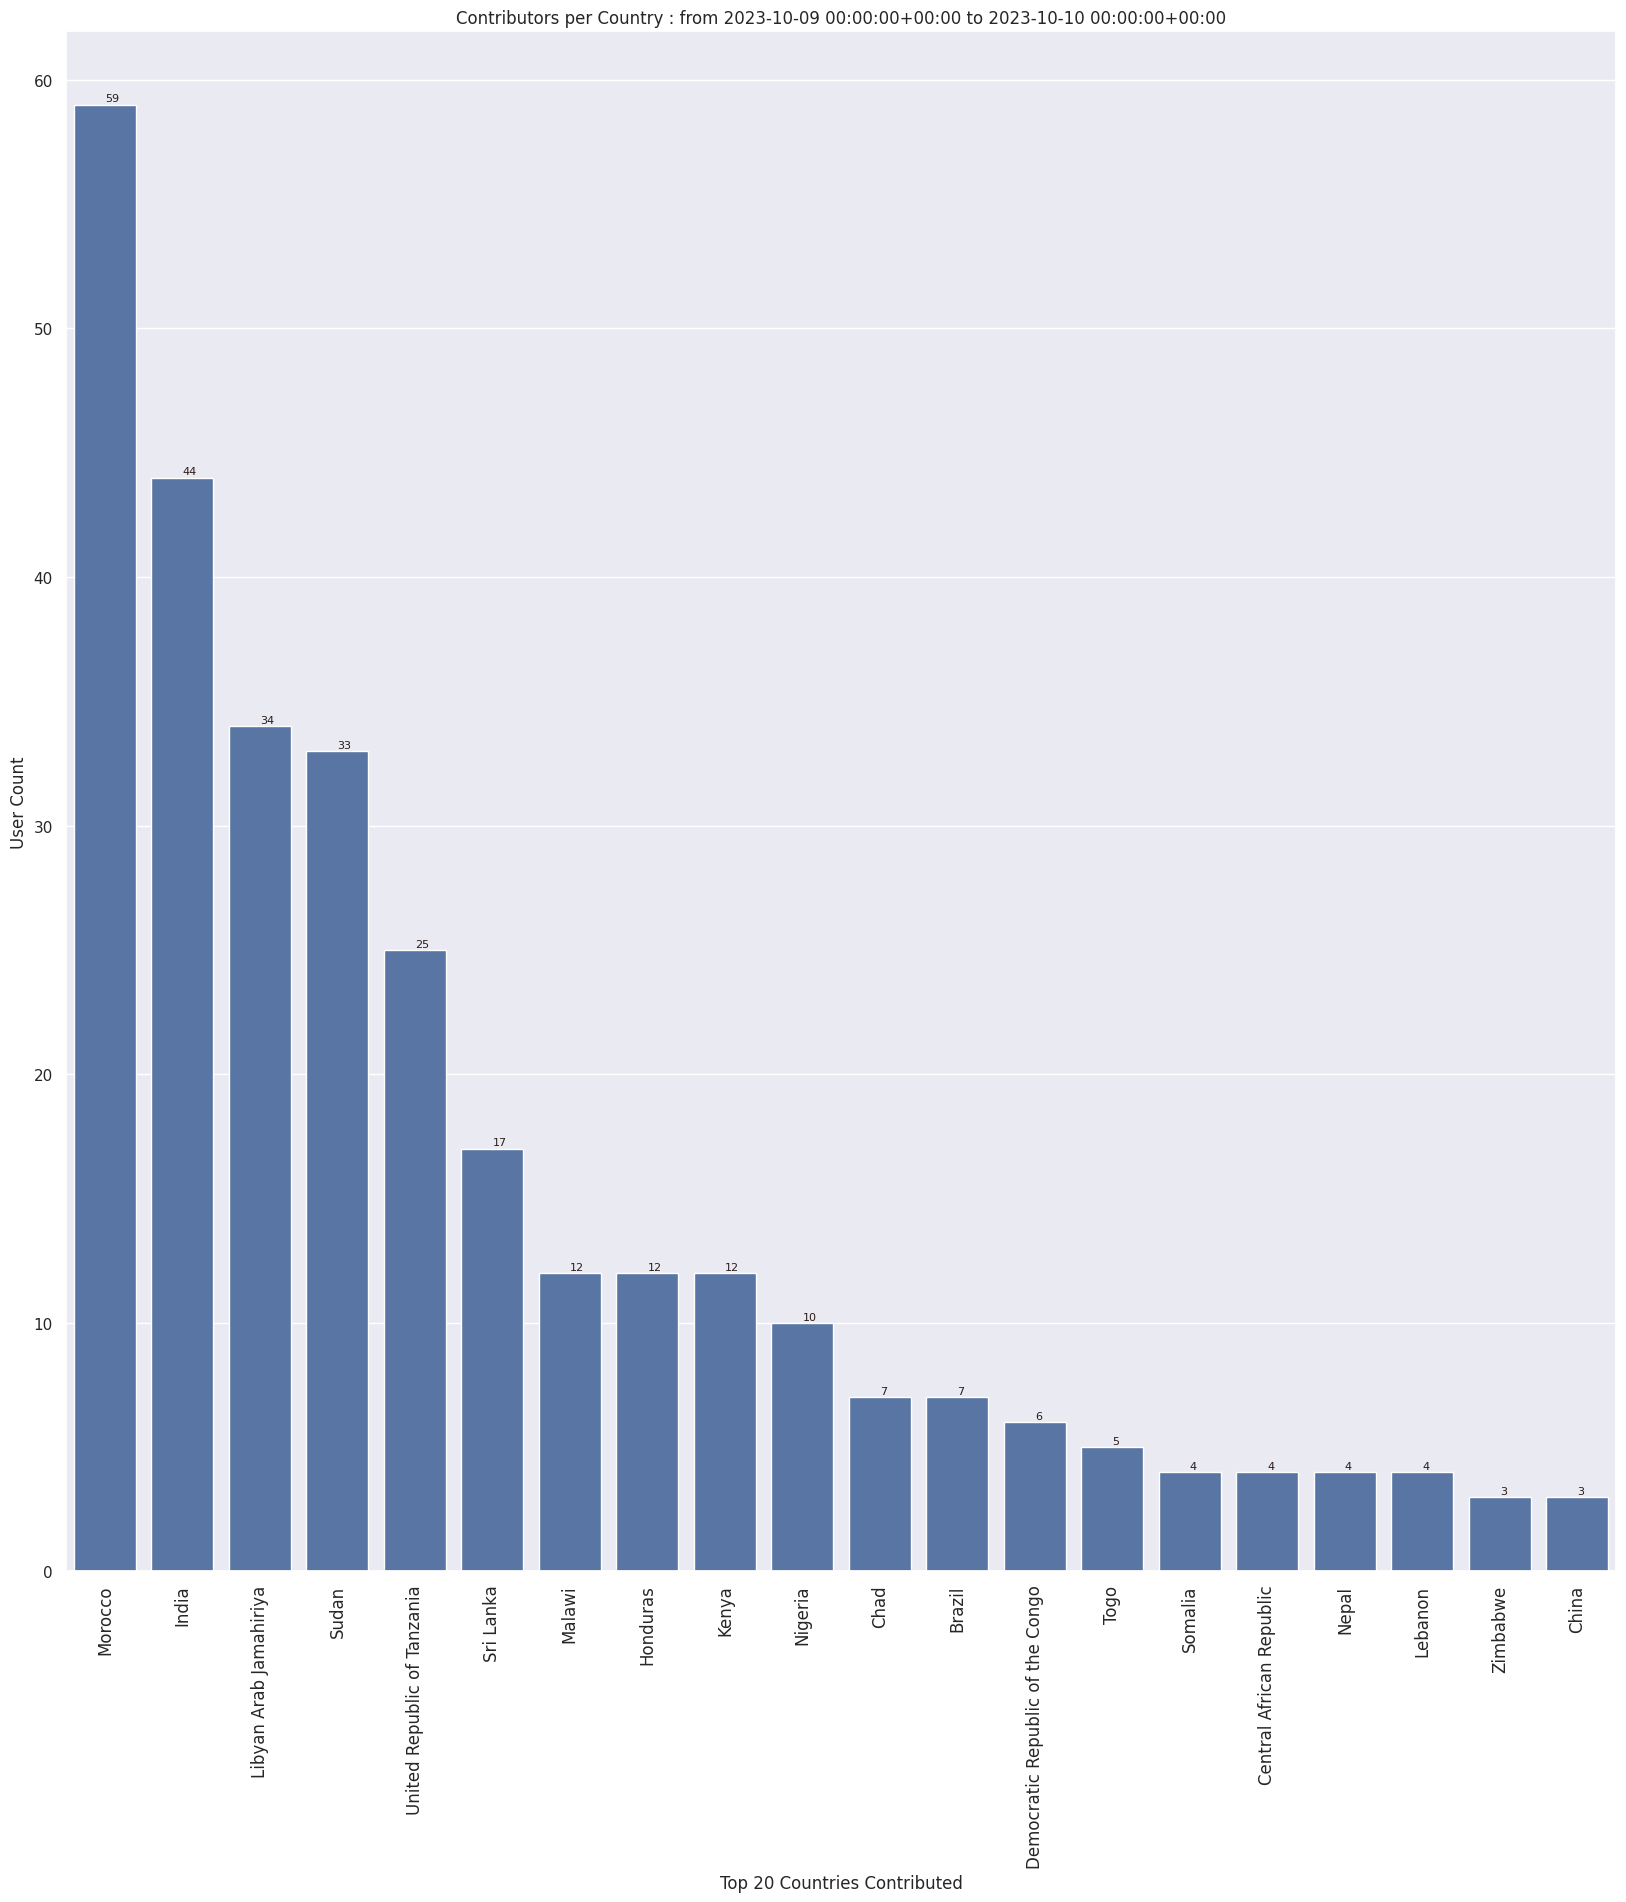 Contributors per Country : from 2023-10-09 00:00:00+00:00 to 2023-10-10 00:00:00+00:00
User Count
60
50
40
30
20
10
0
59
44
34
33
25
17
12
12
12
10
7
7
6
5
4
4
4
4
3
3
Morocco
India
Libyan Arab Jamahiriya
Sudan
United Republic of Tanzania
Sri Lanka
Malawi
Honduras
Kenya
Nigeria
Chad
Brazil
Democratic Republic of the Congo
Togo
Somalia
Central African Republic
Nepal
Lebanon
Zimbabwe
China
Top 20 Countries Contributed